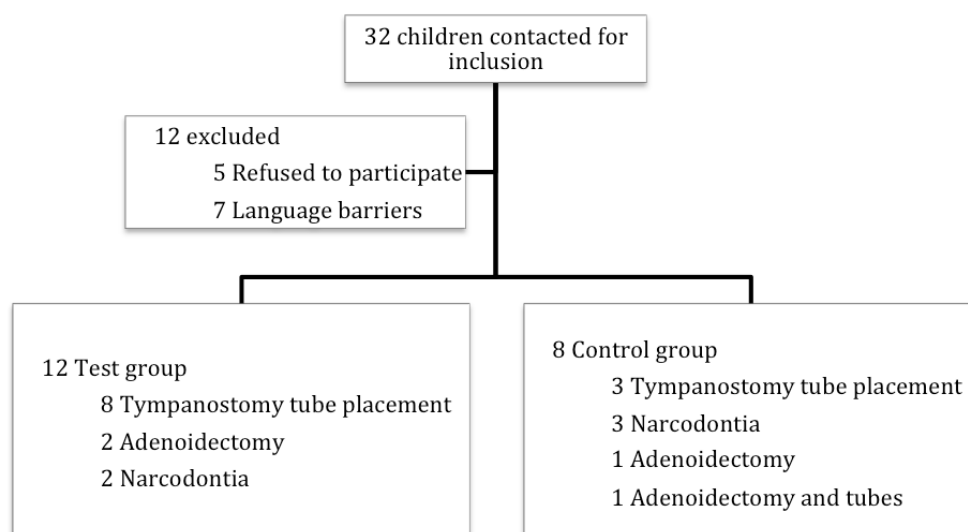 32 children contacted for
inclusion
12 excluded
5 Refused to participate
7 Language barriers
12 Test group
8 Tympanostomy tube placement
2 Adenoidectomy
2 Narcodontia
8 Control group
3 Tympanostomy tube placement
3 Narcodontia
1 Adenoidectomy
1 Adenoidectomy and tubes